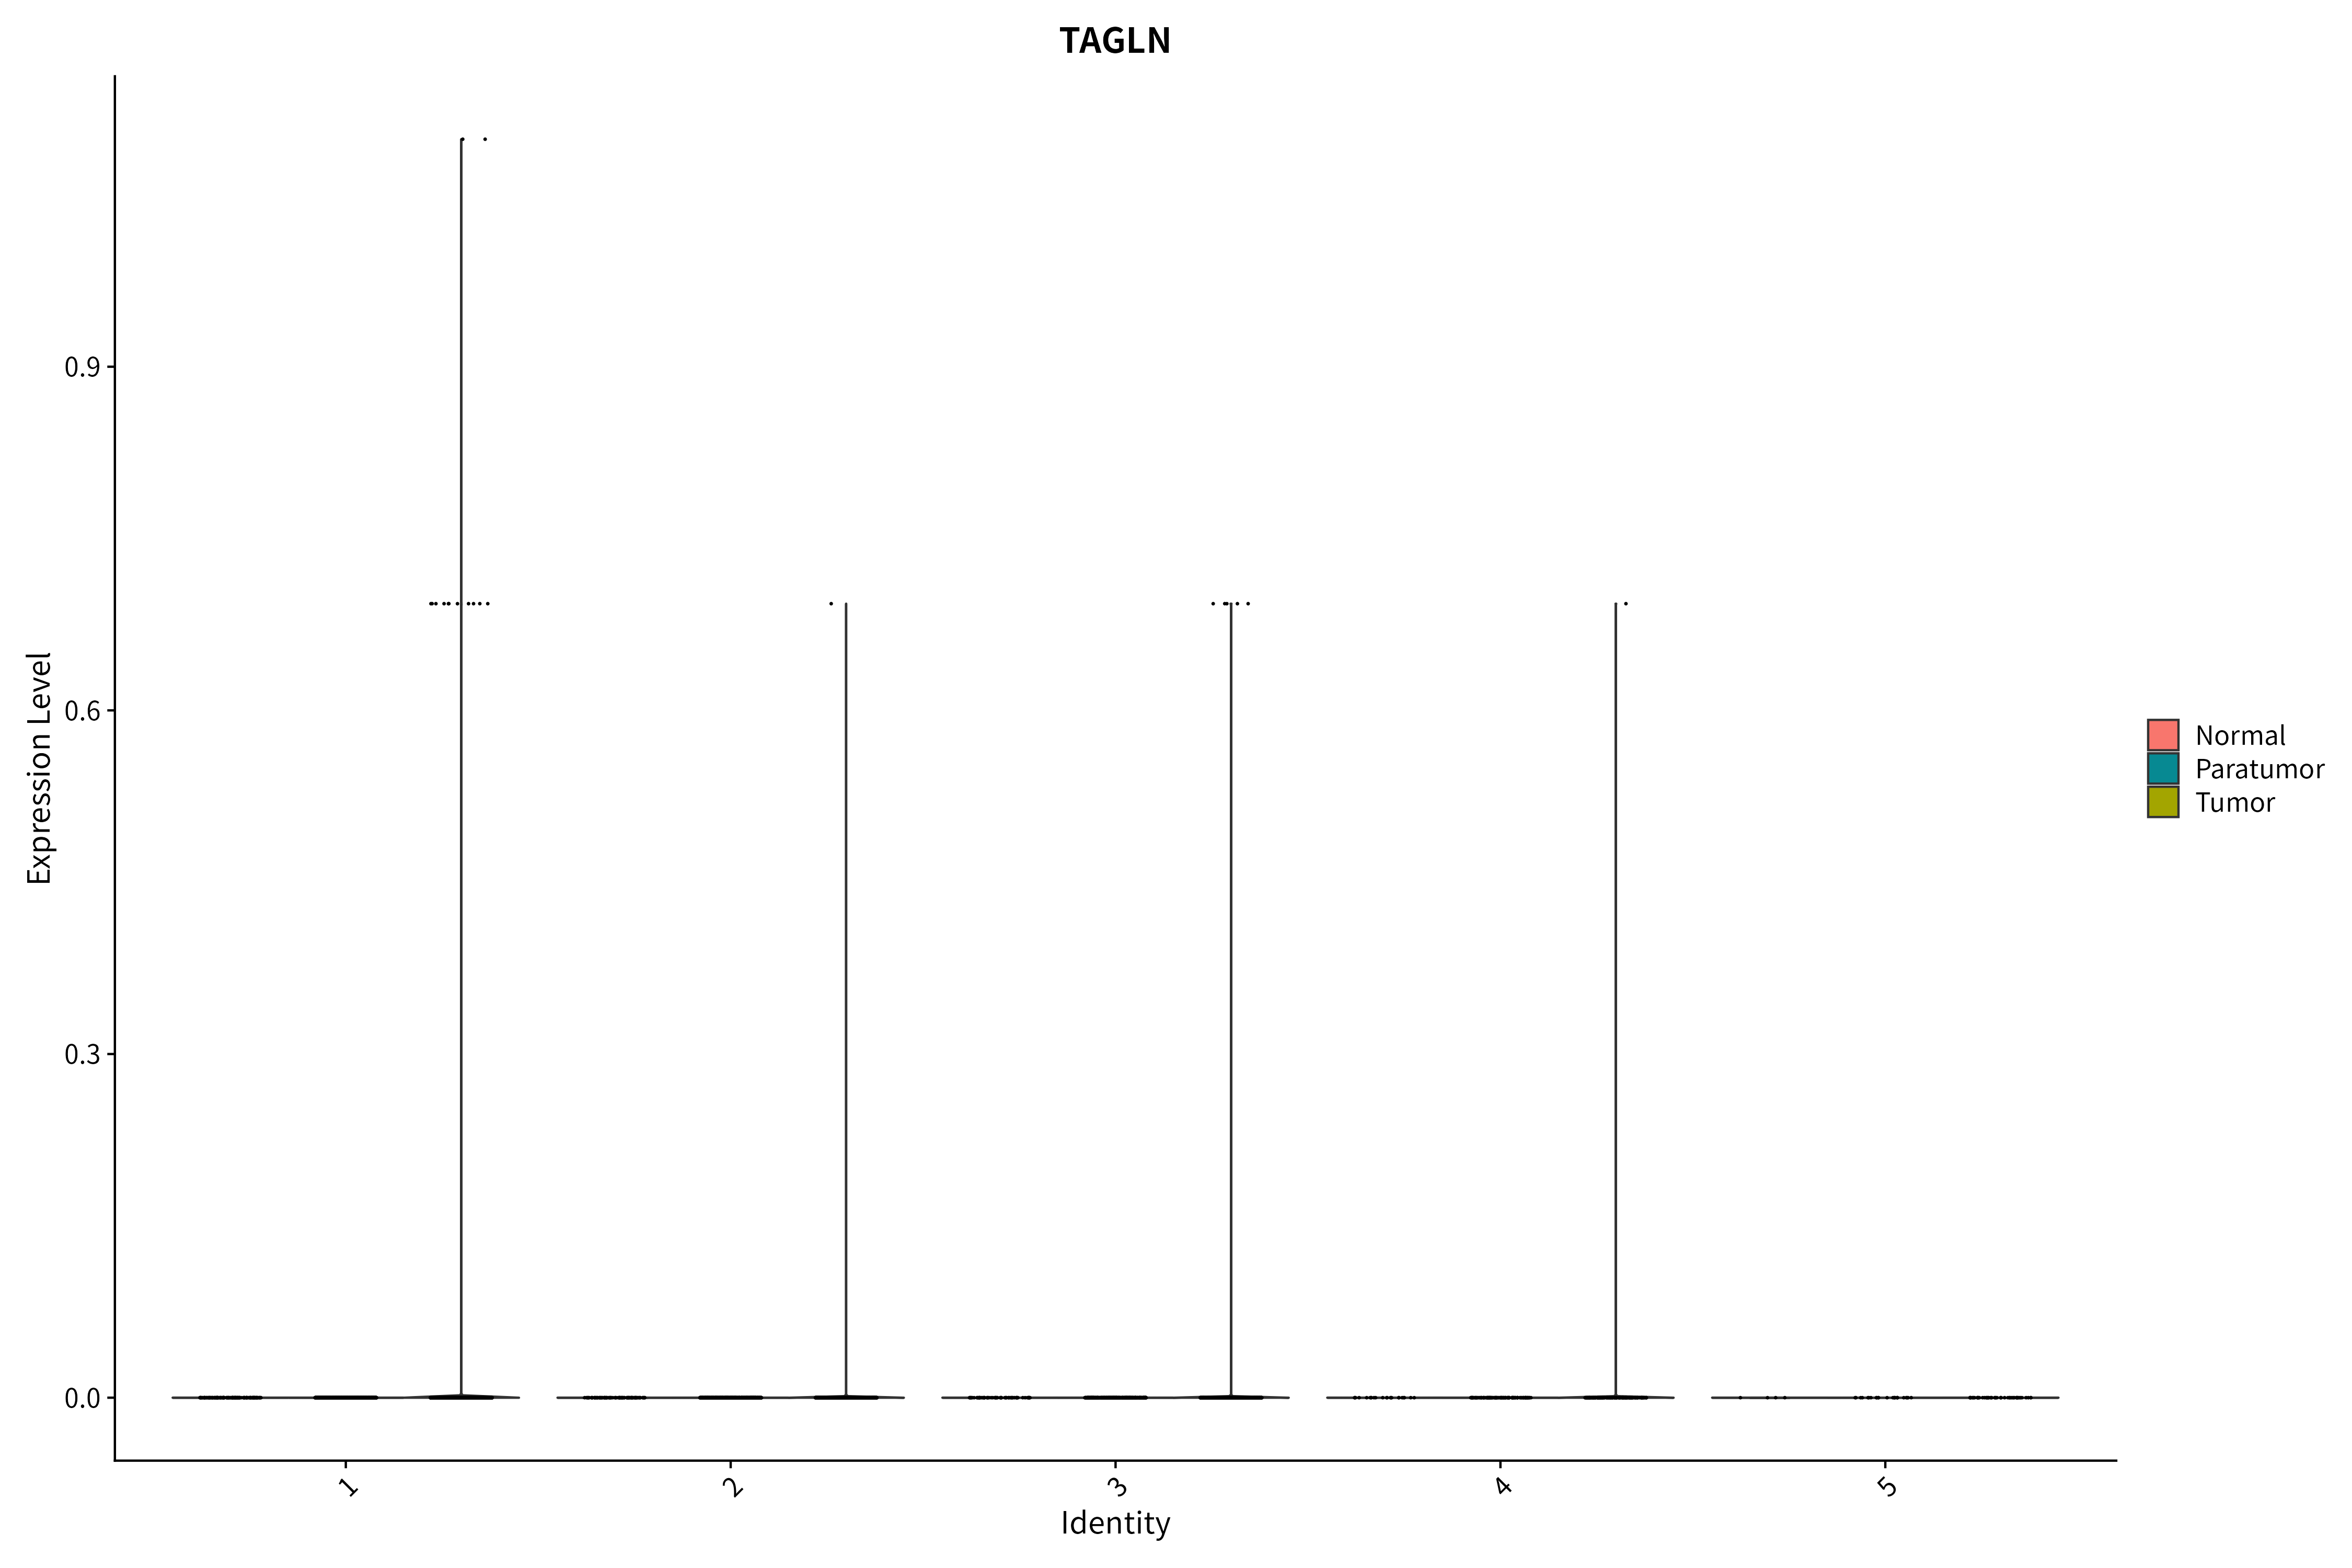 TAGLN
Expression Level
0.9
0.6
0.3
0.0
1
2
3
4
5
Identity
Normal
Paratumor
Tumor